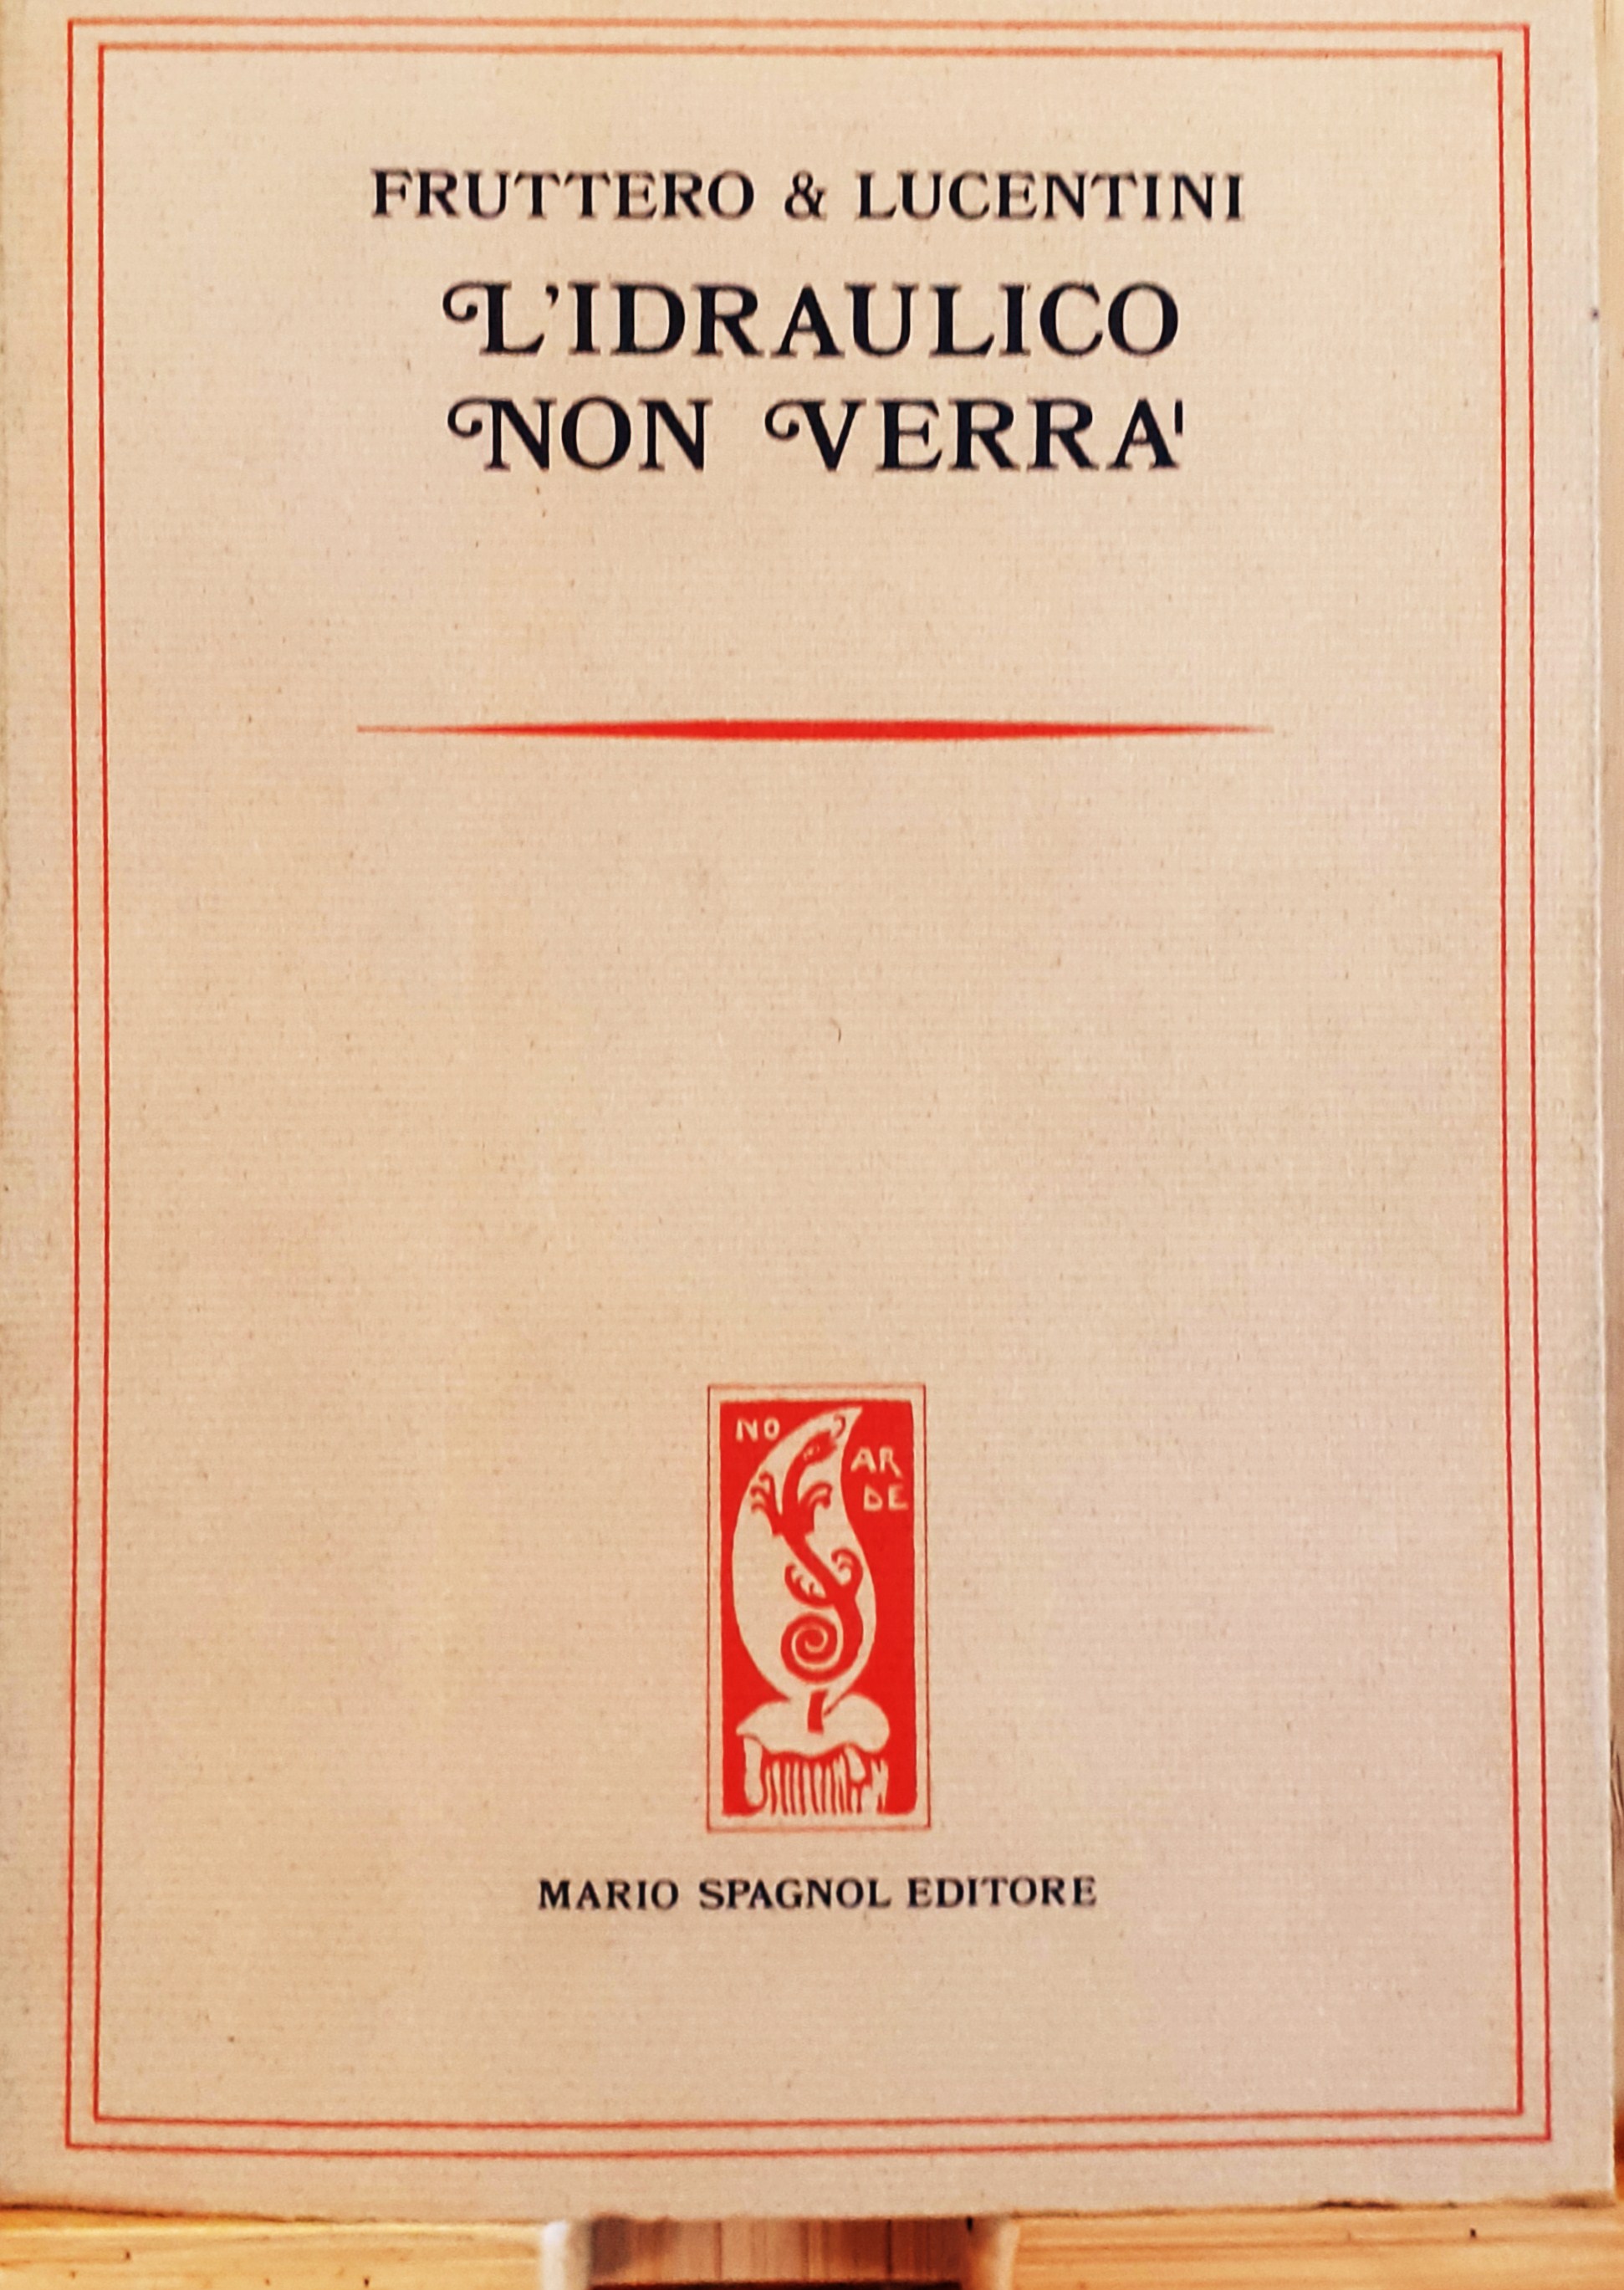 FRUTTERO & LUCENTINI
L'IDRAULICO
NON VERRA'
NO
AR
DE
MARIO SPAGNOL EDITORE